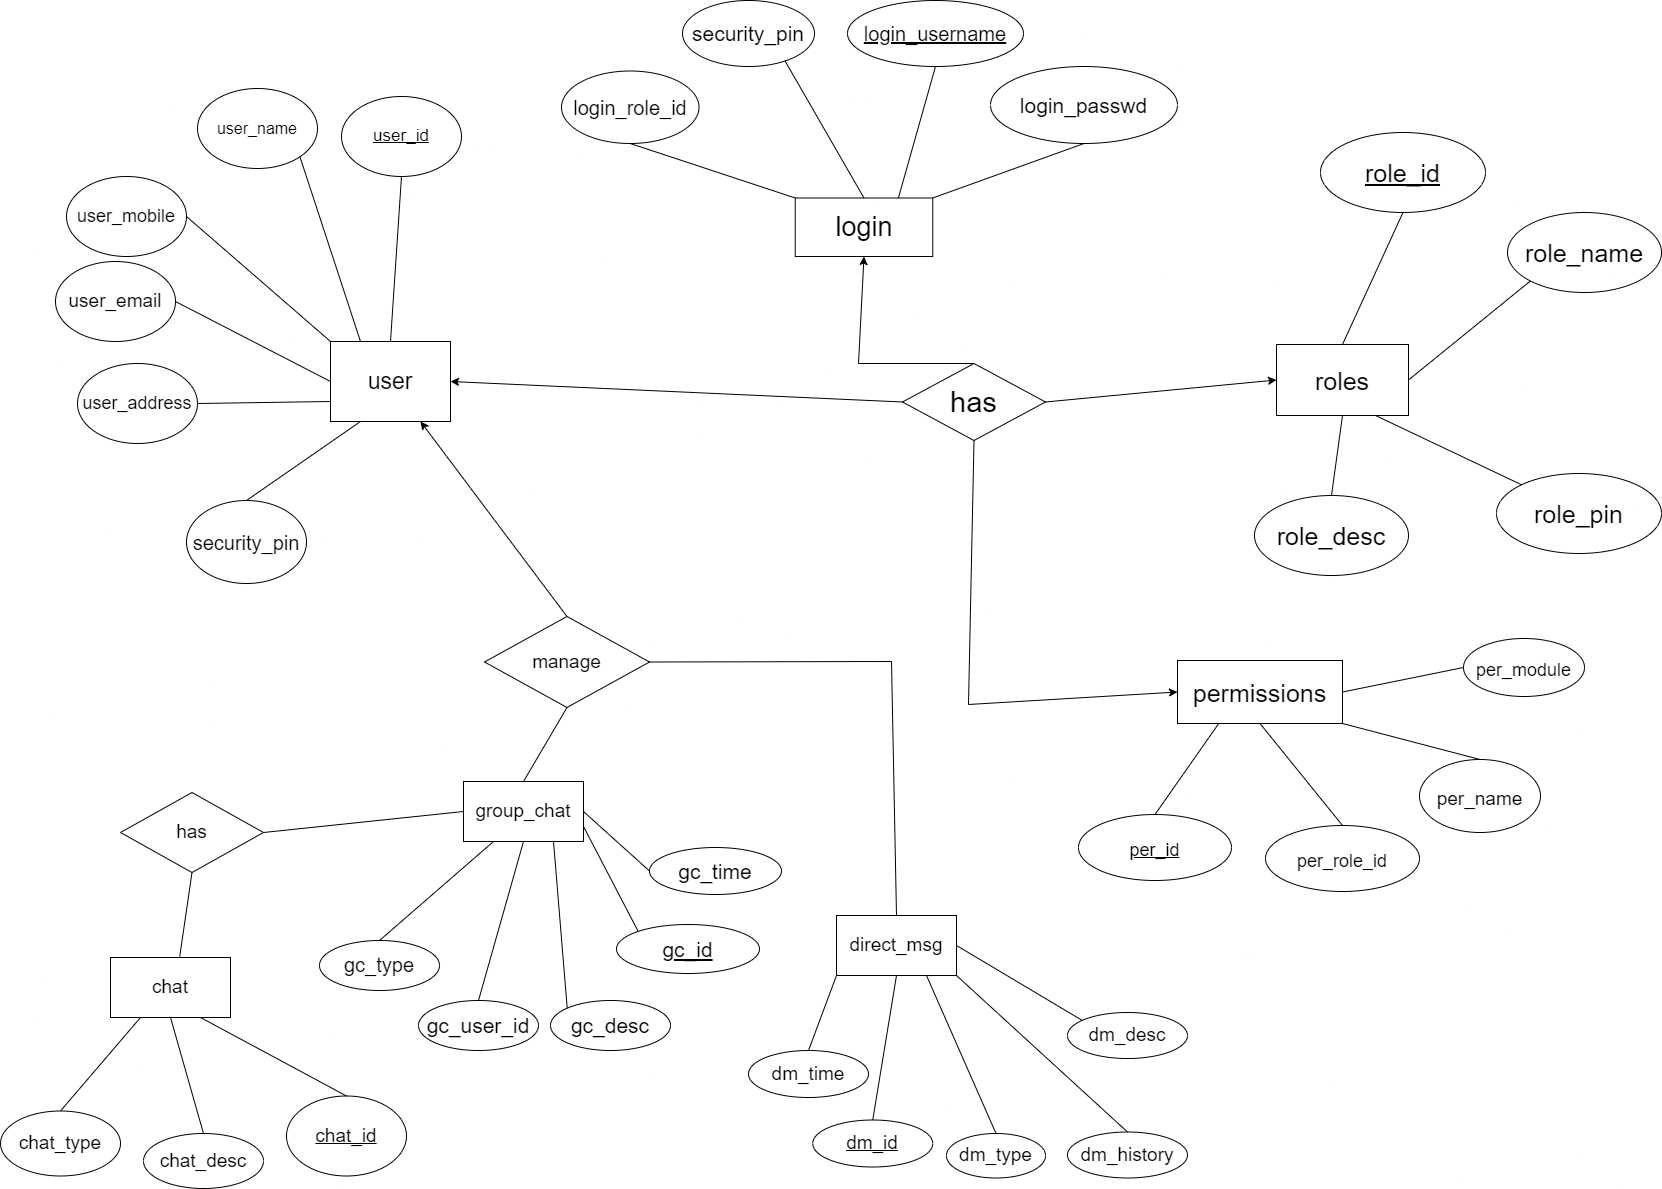 security_pin
login_username
login_role_id
login_passwd
user_name
user_id
role_id
user_mobile
login
role_name
user_email
user
roles
user_address
has
role_pin
role_desc
security_pin
manage
per_module
permissions
per_name
group_chat
has
per_id
per_role_id
gc_time
gc_id
direct_msg
gc_type
chat
gc_user_id
gc_desc
dm_desc
dm_time
chat_type
chat_desc
chat_id
dm_id
dm_type
dm_history